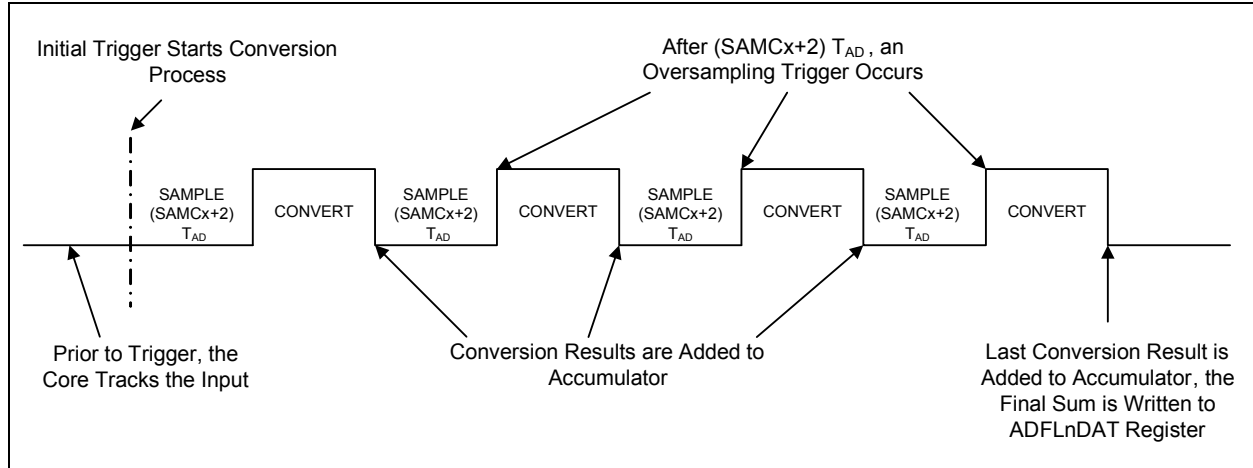 Initial Trigger Starts Conversion
Process
After (SAMCx+2) TAD , an
Oversampling Trigger Occurs
SAMPLE
(SAMCx+2)
TAD
CONVERT
SAMPLE
(SAMCx+2)
TAD
CONVERT
SAMPLE
(SAMCx+2)
TAD
CONVERT
SAMPLE
(SAMCx+2)
TAD
CONVERT
Prior to Trigger, the
Core Tracks the Input
Conversion Results are Added to
Accumulator
Last Conversion Result is
Added to Accumulator, the
Final Sum is Written to
ADFLnDAT Register